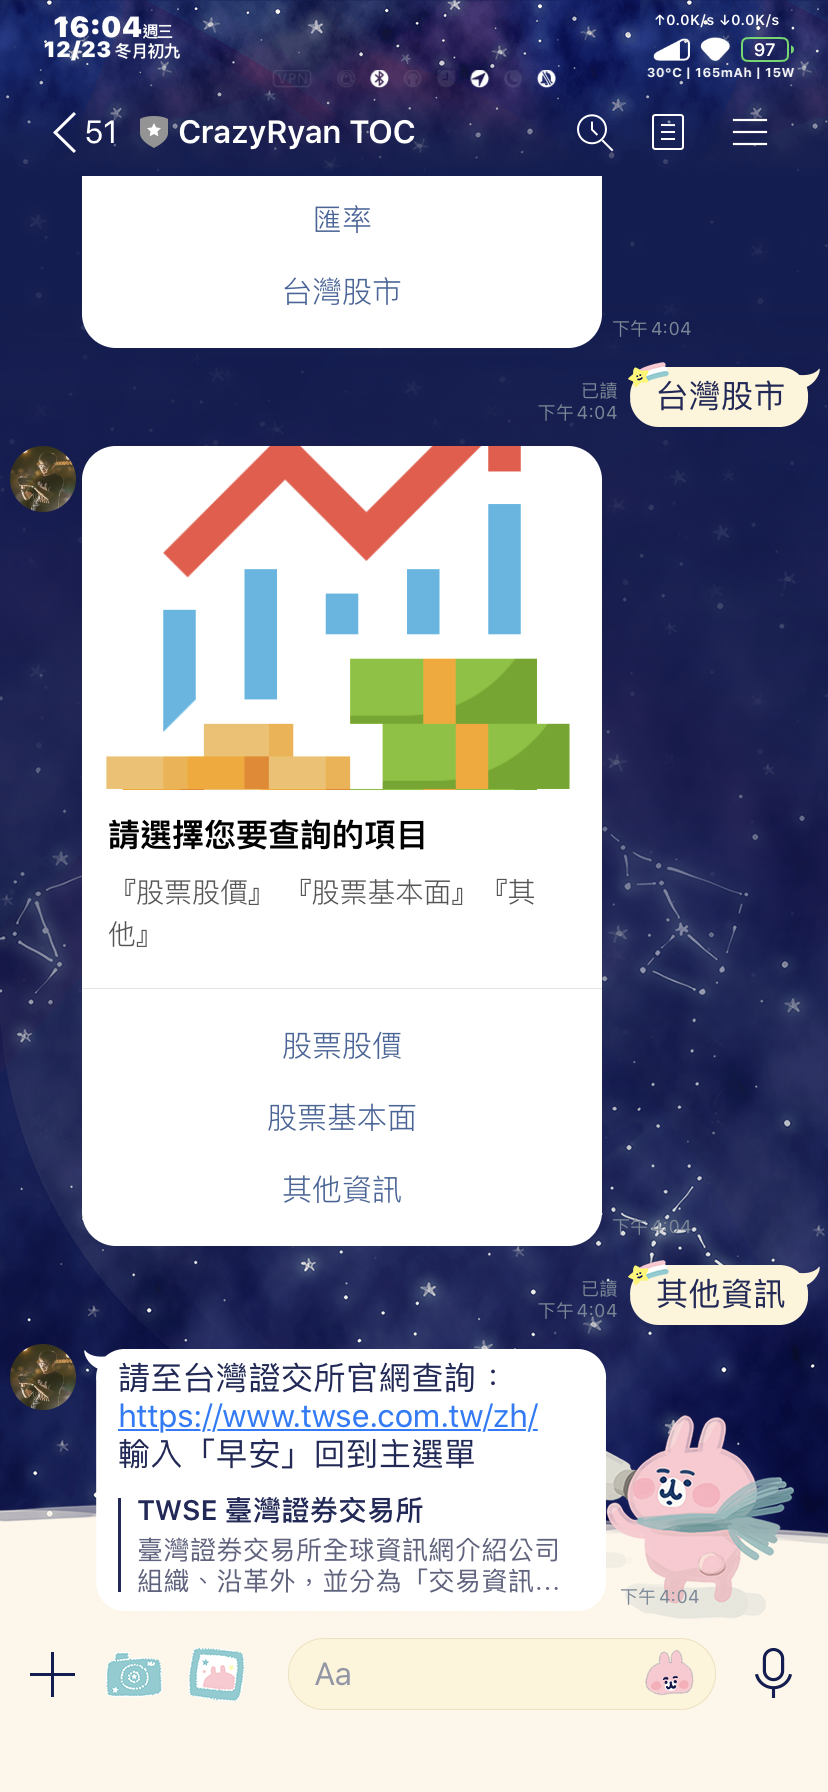 16:04週三
12/23 冬月初九
↑0.0K/s ↓0.0K/s
97
30°C | 165mAh | 15W
VPN
51 CrazyRyan TOC
匯率
台灣股市
下午4:04
已讀
下午4:04
台灣股市
請選擇您要查詢的項目
『股票股價』 『股票基本面』 『其
他』
股票股價
股票基本面
其他資訊
下午4:04
已讀
下午4:04
其他資訊
請至台灣證交所官網查詢：
https://www.twse.com.tw/zh/
輸入「早安」回到主選單
TWSE 臺灣證券交易所
臺灣證券交易所全球資訊網介紹公司
組織、沿革外，並分為「交易資訊...
下午4:04
Aa